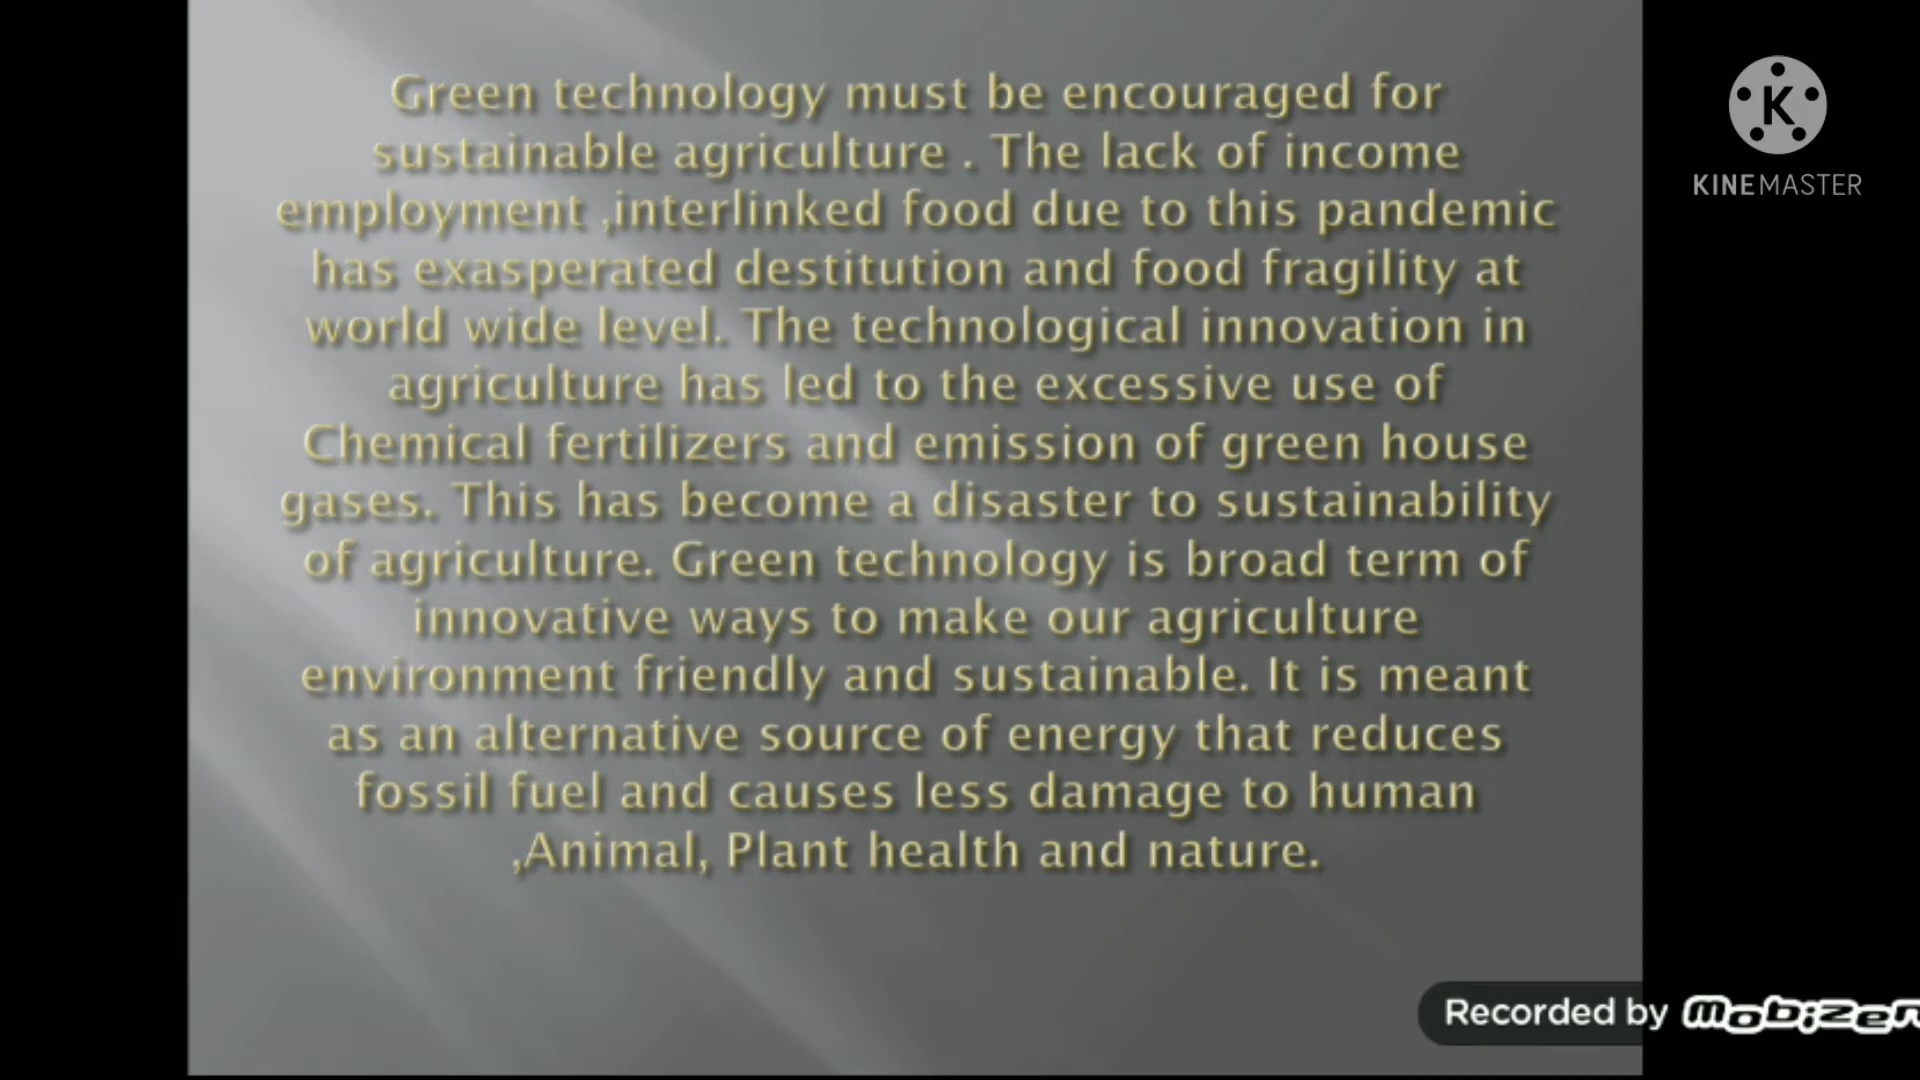 Green technology must be encouraged for
sustainable agriculture . The lack of income
employment ,interlinked food due to this pandemic
has exasperated destitution and food fragility at
world wide level. The technological innovation in
agriculture has led to the excessive use of
Chemical fertilizers and emission of green house
gases. This has become a disaster to sustainability
of agriculture. Green technology is broad term of
innovative ways to make our agriculture
environment friendly and sustainable. It is meant
as an alternative source of energy that reduces
fossil fuel and causes less damage to human
,Animal, Plant health and nature.
K
KINEMASTER
Recorded by mobizen